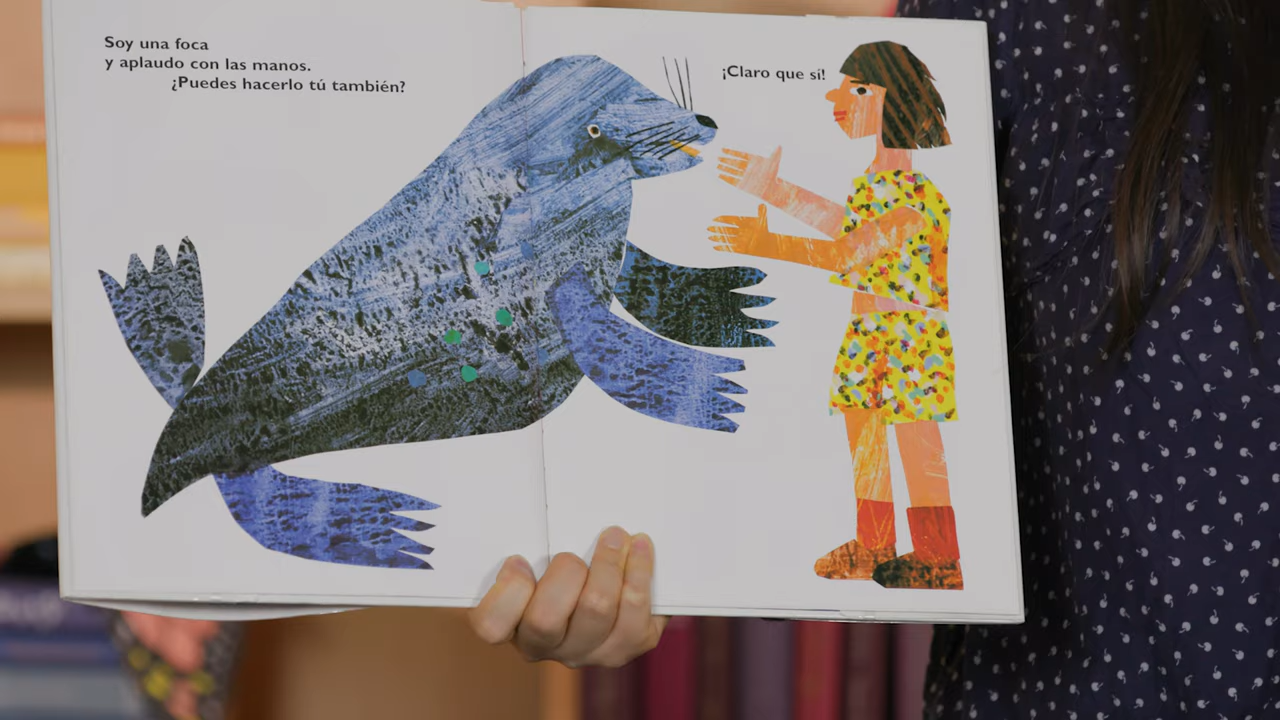 Soy una foca
y aplaudo con las manos.
¿Puedes hacerlo tú también?
¡Claro que sí!